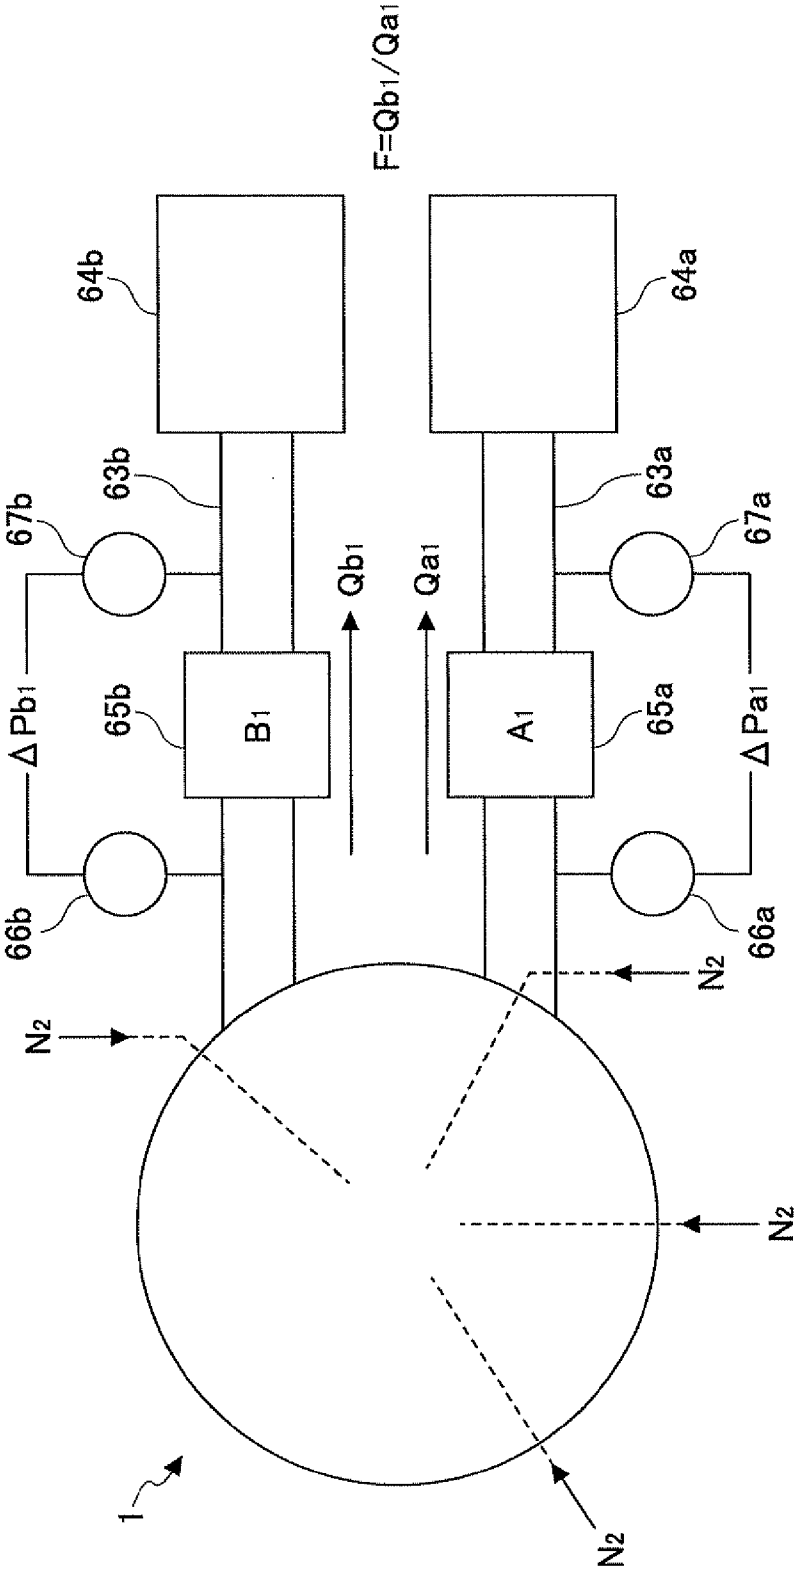 66b
ΔPb1
67b
N2
65b
63b
64b
B1
Qb1
Qa1
F=Qb1/Qa1
A1
65a
63a
64a
N2
66a
ΔPa1
67a
N2
N2
1